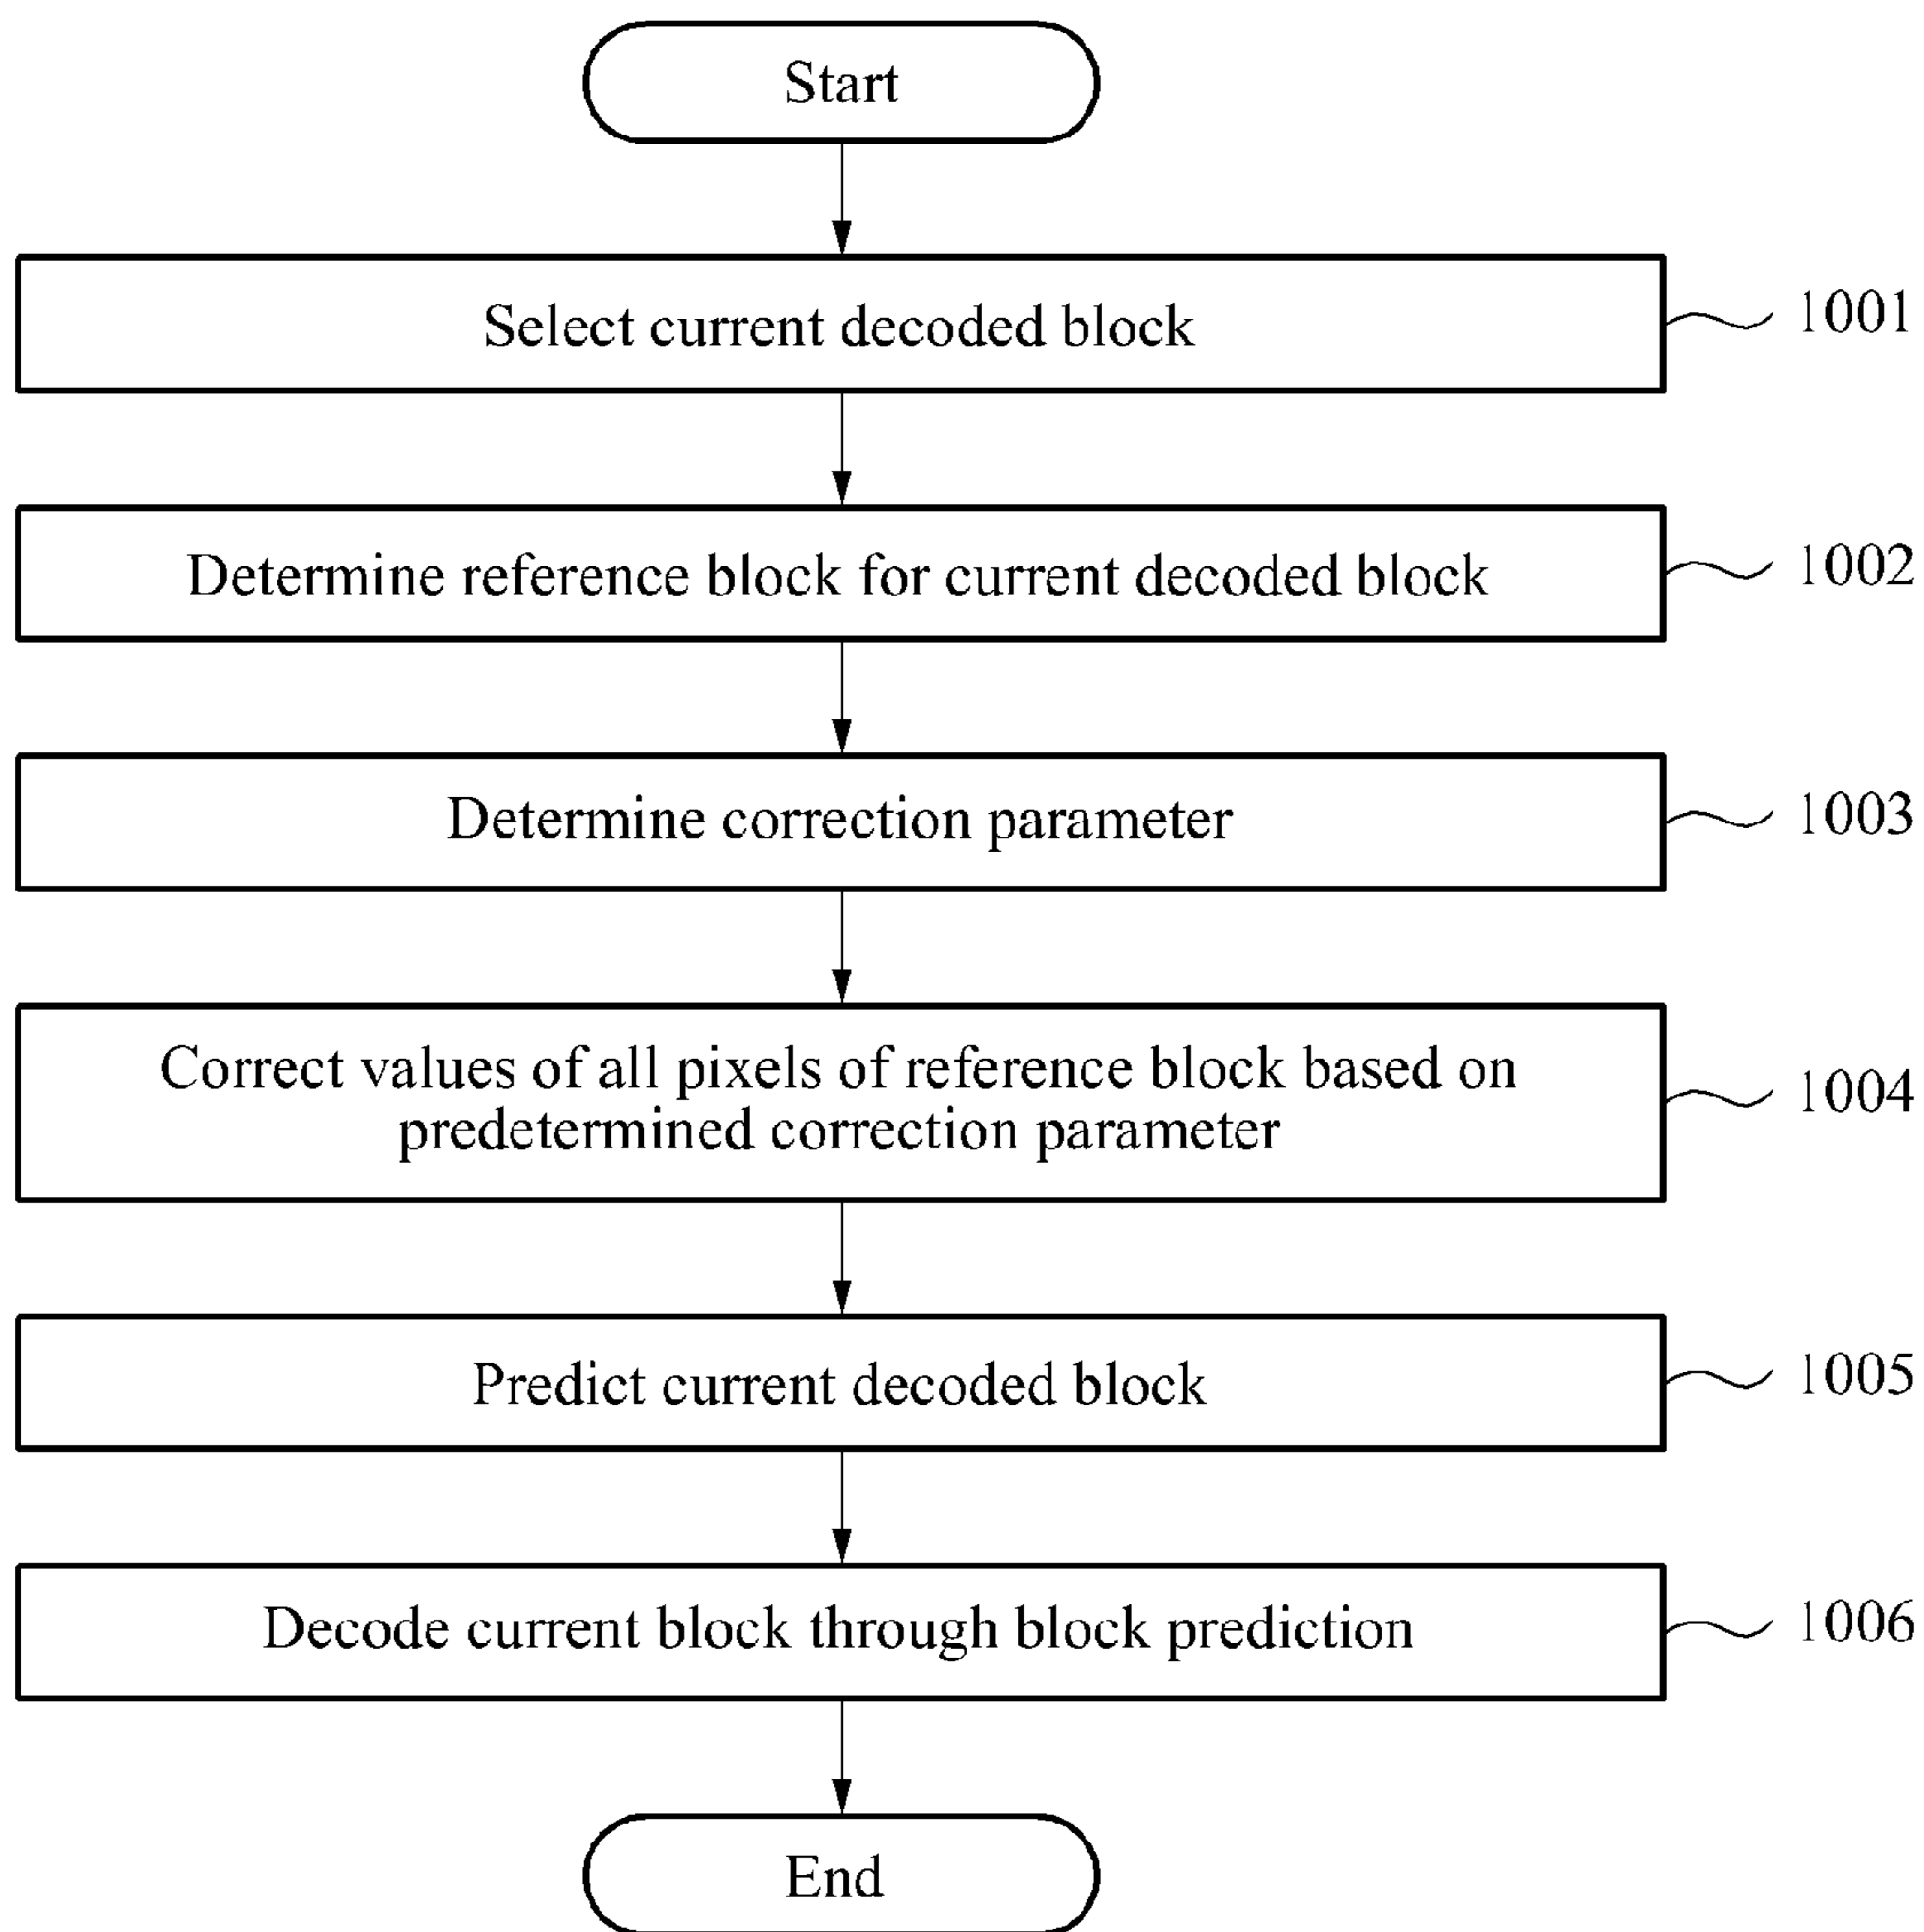 Start
Select current decoded block
1001
Determine reference block for current decoded block
1002
Determine correction parameter
1003
Correct values of all pixels of reference block based on
predetermined correction parameter
1004
Predict current decoded block
1005
Decode current block through block prediction
1006
End